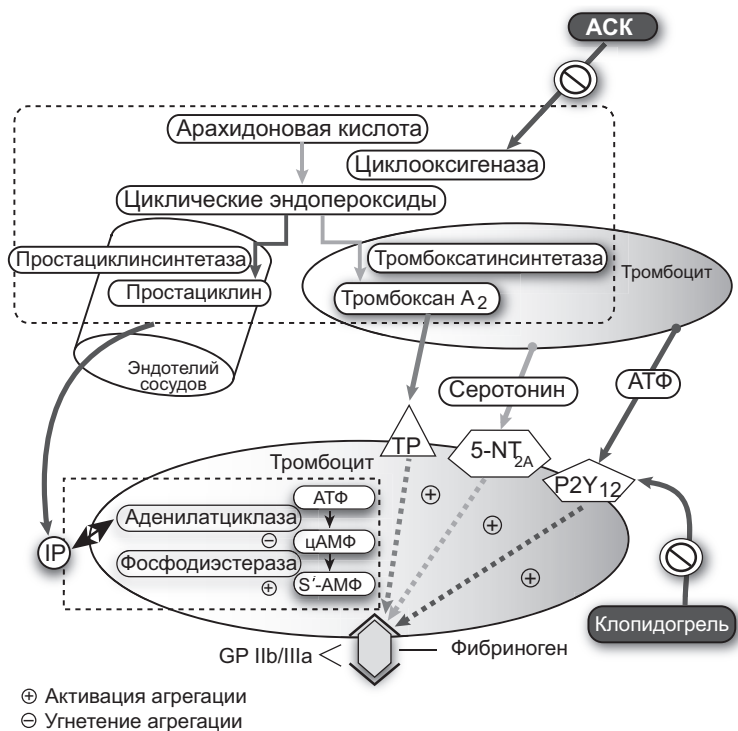 АСК
Арахидоновая кислота
Циклооксигеназа
Циклические эндопероксиды
Простациклинсинтетаза
Тромбоксатинсинтетаза
Тромбоцит
Простациклин
Тромбоксан A2
Эндотелий
сосудов
Серотонин
АТФ
TP
5-NT2A
P2Y12
Тромбоцит
АТФ
Аденилатциклаза
цАМФ
IP
Фосфодиэстераза
S′-АМФ
⊕
⊖
⊕
⊕
⊕
Клопидогрель
GP IIb/IIIa
Фибриноген
⊕ Активация агрегации
⊖ Угнетение агрегации